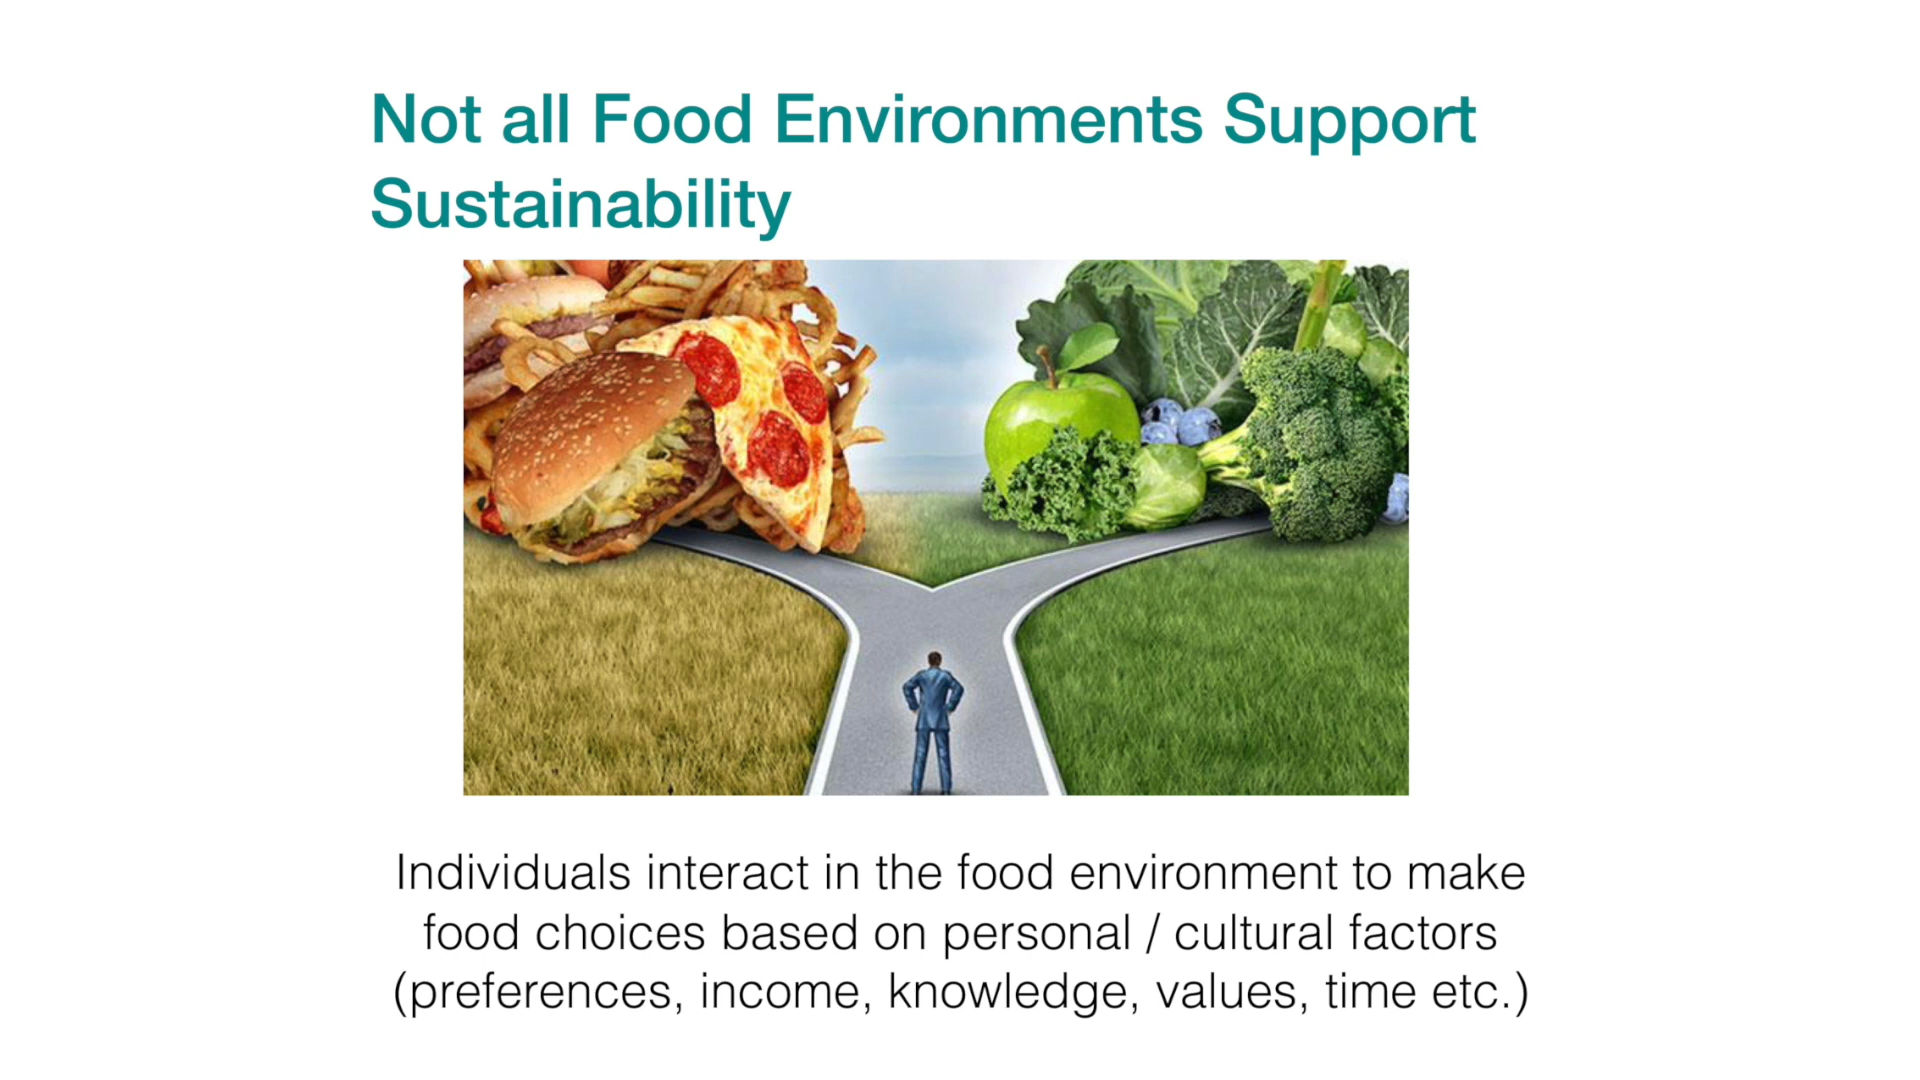 Not all Food Environments Support
Sustainability
Individuals interact in the food environment to make
food choices based on personal / cultural factors
(preferences, income, knowledge, values, time etc.)